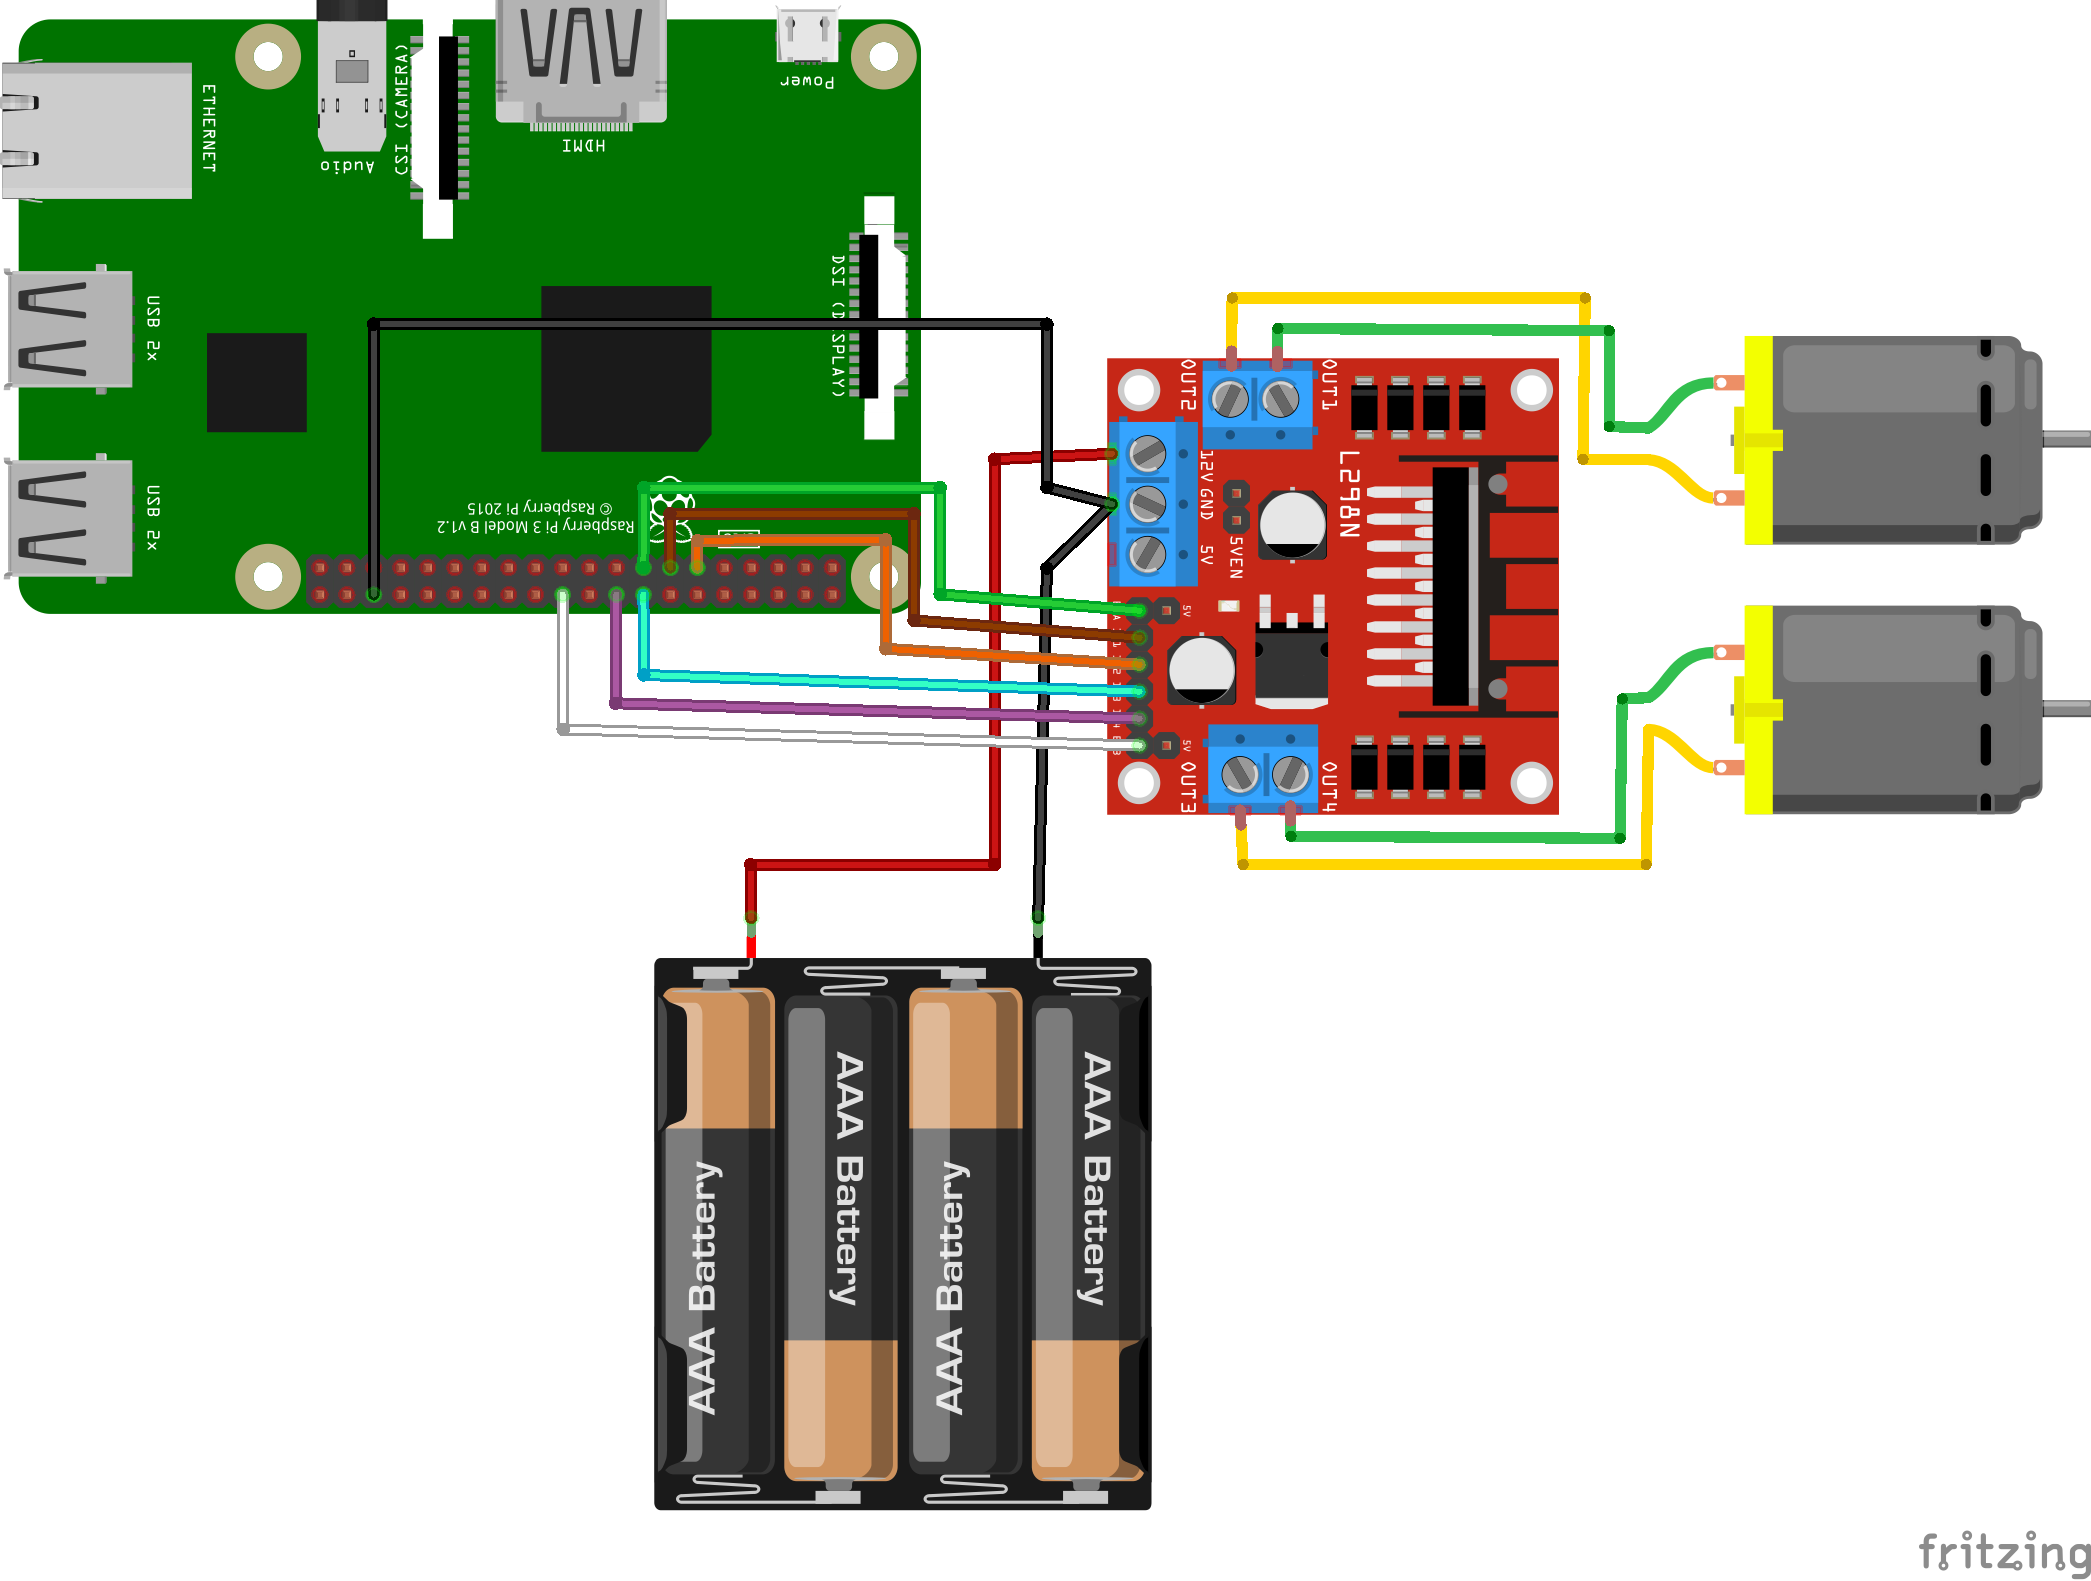 ETHERNET
Audio
CSI (CAMERA)
HDMI
Power
DSI (DISPLAY)
USB 2x
USB 2x
Raspberry Pi 3 Model B v1.2
© Raspberry Pi 2015
OUT2
OUT1
12V
GND
5V
5VEN
L298N
5V
5V
OUT3
OUT4
AAA Battery
AAA Battery
AAA Battery
AAA Battery
fritzing